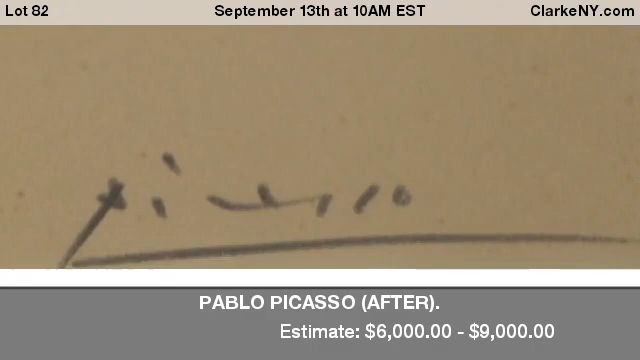 Lot 82 September 13th at 10AM EST ClarkeNY.com
Picasso
PABLO PICASSO (AFTER).
Estimate: $6,000.00 - $9,000.00